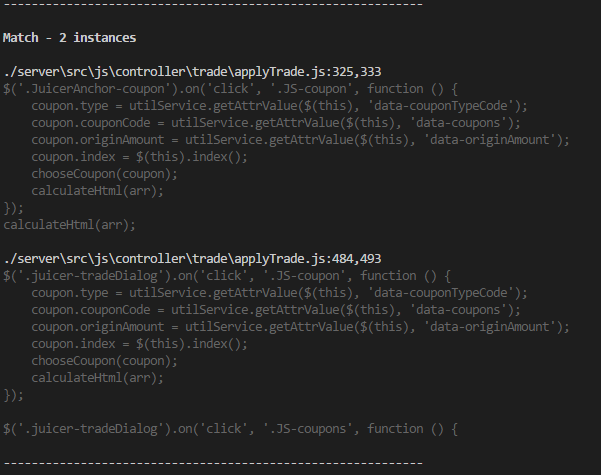 ------------------------------------------------------------
Match - 2 instances
./server\src\js\controller\trade\applyTrade.js:325,333
$('.JuicerAnchor-coupon').on('click', '.JS-coupon', function () {
    coupon.type = utilService.getAttrValue($(this), 'data-couponTypeCode');
    coupon.couponCode = utilService.getAttrValue($(this), 'data-coupons');
    coupon.originAmount = utilService.getAttrValue($(this), 'data-originAmount');
    coupon.index = $(this).index();
    chooseCoupon(coupon);
    calculateHtml(arr);
});
calculateHtml(arr);
./server\src\js\controller\trade\applyTrade.js:484,493
$('.juicer-tradeDialog').on('click', '.JS-coupon', function () {
    coupon.type = utilService.getAttrValue($(this), 'data-couponTypeCode');
    coupon.couponCode = utilService.getAttrValue($(this), 'data-coupons');
    coupon.originAmount = utilService.getAttrValue($(this), 'data-originAmount');
    coupon.index = $(this).index();
    chooseCoupon(coupon);
    calculateHtml(arr);
});
$('.juicer-tradeDialog').on('click', '.JS-coupons', function () {
------------------------------------------------------------